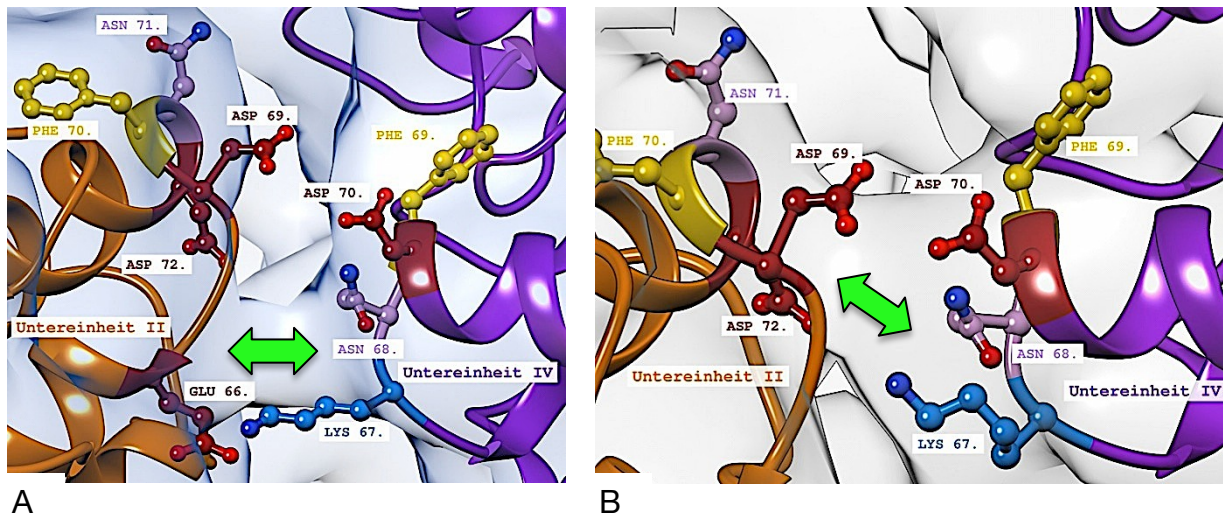 ASN 71.
ASP 69.
PHE 70.
PHE 69.
ASP 70.
ASP 72.
Untereinheit II
ASN 68.
Untereinheit IV
GLU 66.
LYS 67.
A
ASN 71.
PHE 70.
ASP 69.
PHE 69.
ASP 70.
ASP 72.
ASN 68.
Untereinheit II
Untereinheit IV
LYS 67.
B